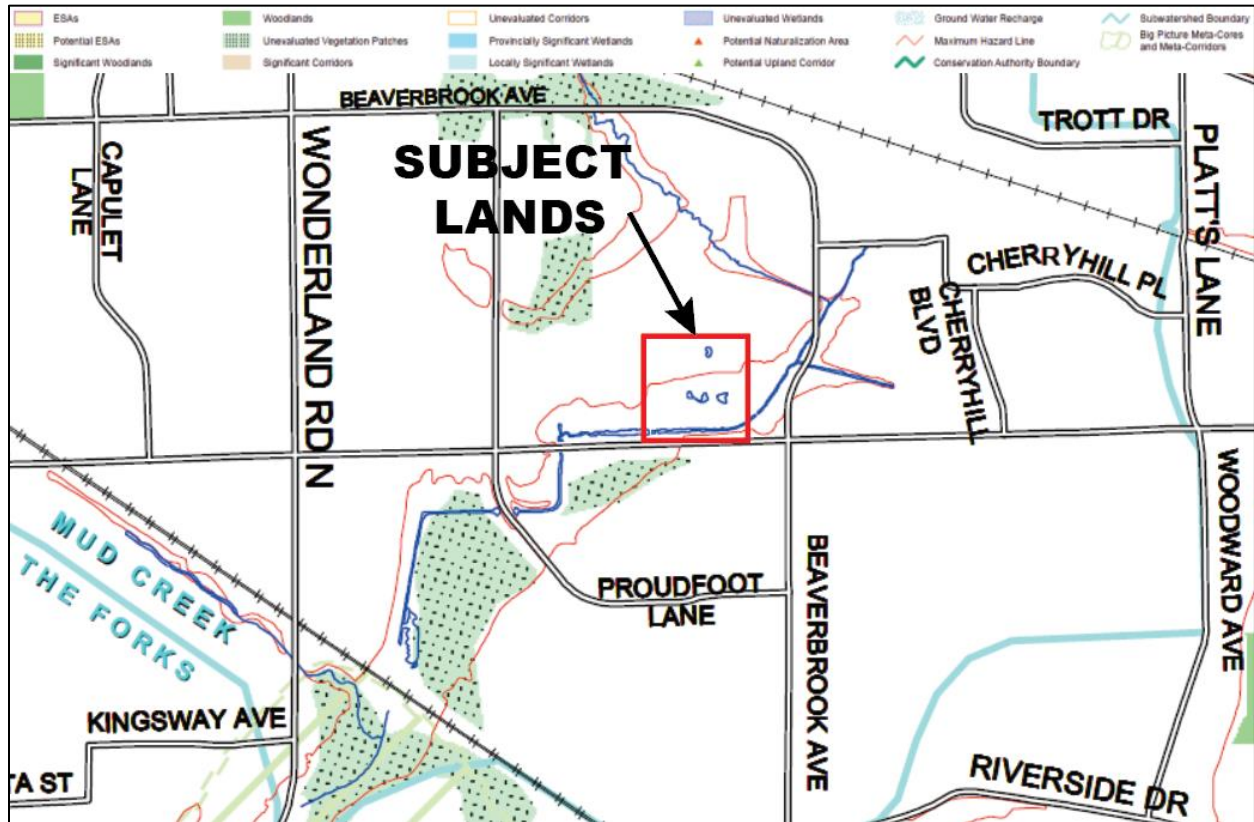 ESAs
Potential ESAs
Significant Woodlands
Woodlands
Unevaluated Vegetation Patches
Significant Corridors
Unevaluated Corridors
Provincially Significant Wetlands
Locally Significant Wetlands
Unevaluated Wetlands
Potential Naturalization Area
Potential Upland Corridor
Ground Water Recharge
Maximum Hazard Line
Conservation Authority Boundary
Subwatershed Boundary
Big Picture Meta-Cores
and Meta-Corridors
BEAVERBROOK AVE
TROTT DR
CAPULET
LANE
WONDERLAND RD N
SUBJECT
LANDS
PLATT'S LANE
CHERRYHILL PL
CHERRYHILL
BLVD
MUD CREEK
THE FORKS
PROUDFOOT
LANE
BEAVERBROOK AVE
WOODWARD AVE
KINGSWAY AVE
TA ST
RIVERSIDE DR